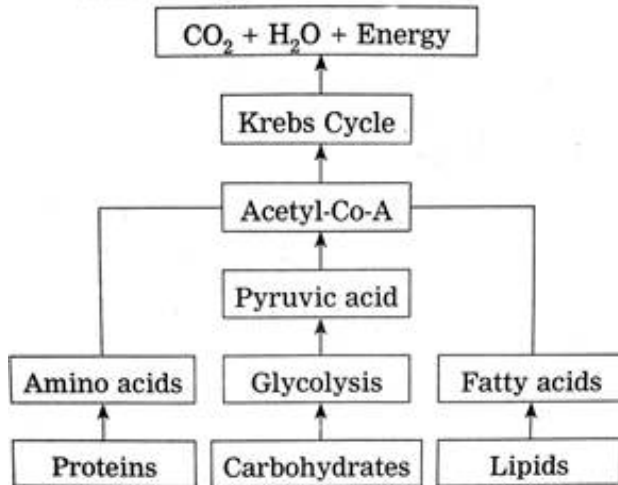 CO₂ + H₂O + Energy
Krebs Cycle
Acetyl-Co-A
Pyruvic acid
Amino acids Glycolysis Fatty acids
Proteins Carbohydrates Lipids